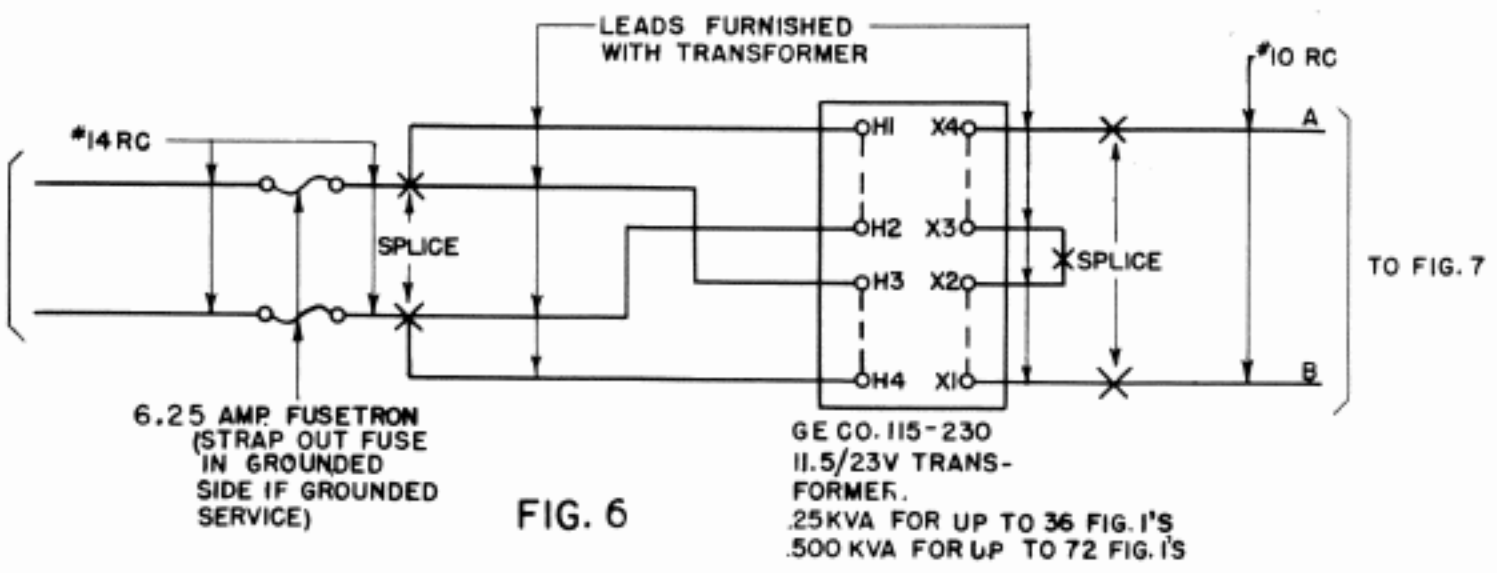 LEADS FURNISHED
WITH TRANSFORMER
#10 RC
#14 RC
H1 X4
A
SPLICE
H2 X3
SPLICE
H3 X2
TO FIG. 7
H4 X1
B
6.25 AMP. FUSETRON
(STRAP OUT FUSE
IN GROUNDED
SIDE IF GROUNDED
SERVICE)
FIG. 6
GE CO. 115-230
11.5/23V TRANS-
FORMER.
.25KVA FOR UP TO 36 FIG. 1'S
.500 KVA FOR UP TO 72 FIG. 1'S